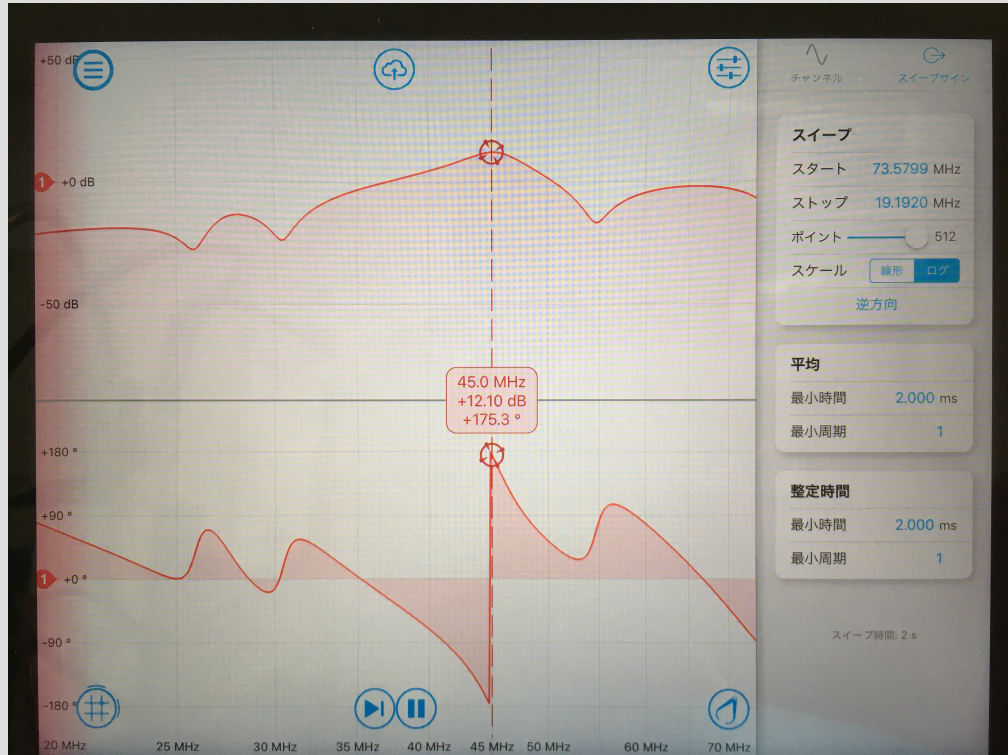 +50 dB
チャンネル
スイープサイン
1
+0 dB
-50 dB
45.0 MHz
+12.10 dB
+175.3 °
+180 °
+90 °
1
+0 °
-90 °
-180 °
20 MHz
25 MHz
30 MHz
35 MHz
40 MHz
45 MHz
50 MHz
60 MHz
70 MHz
スイープ
スタート 73.5799 MHz
ストップ 19.1920 MHz
ポイント 512
スケール 線形 ログ
逆方向
平均
最小時間 2.000 ms
最小周期 1
整定時間
最小時間 2.000 ms
最小周期 1
スイープ時間: 2 s